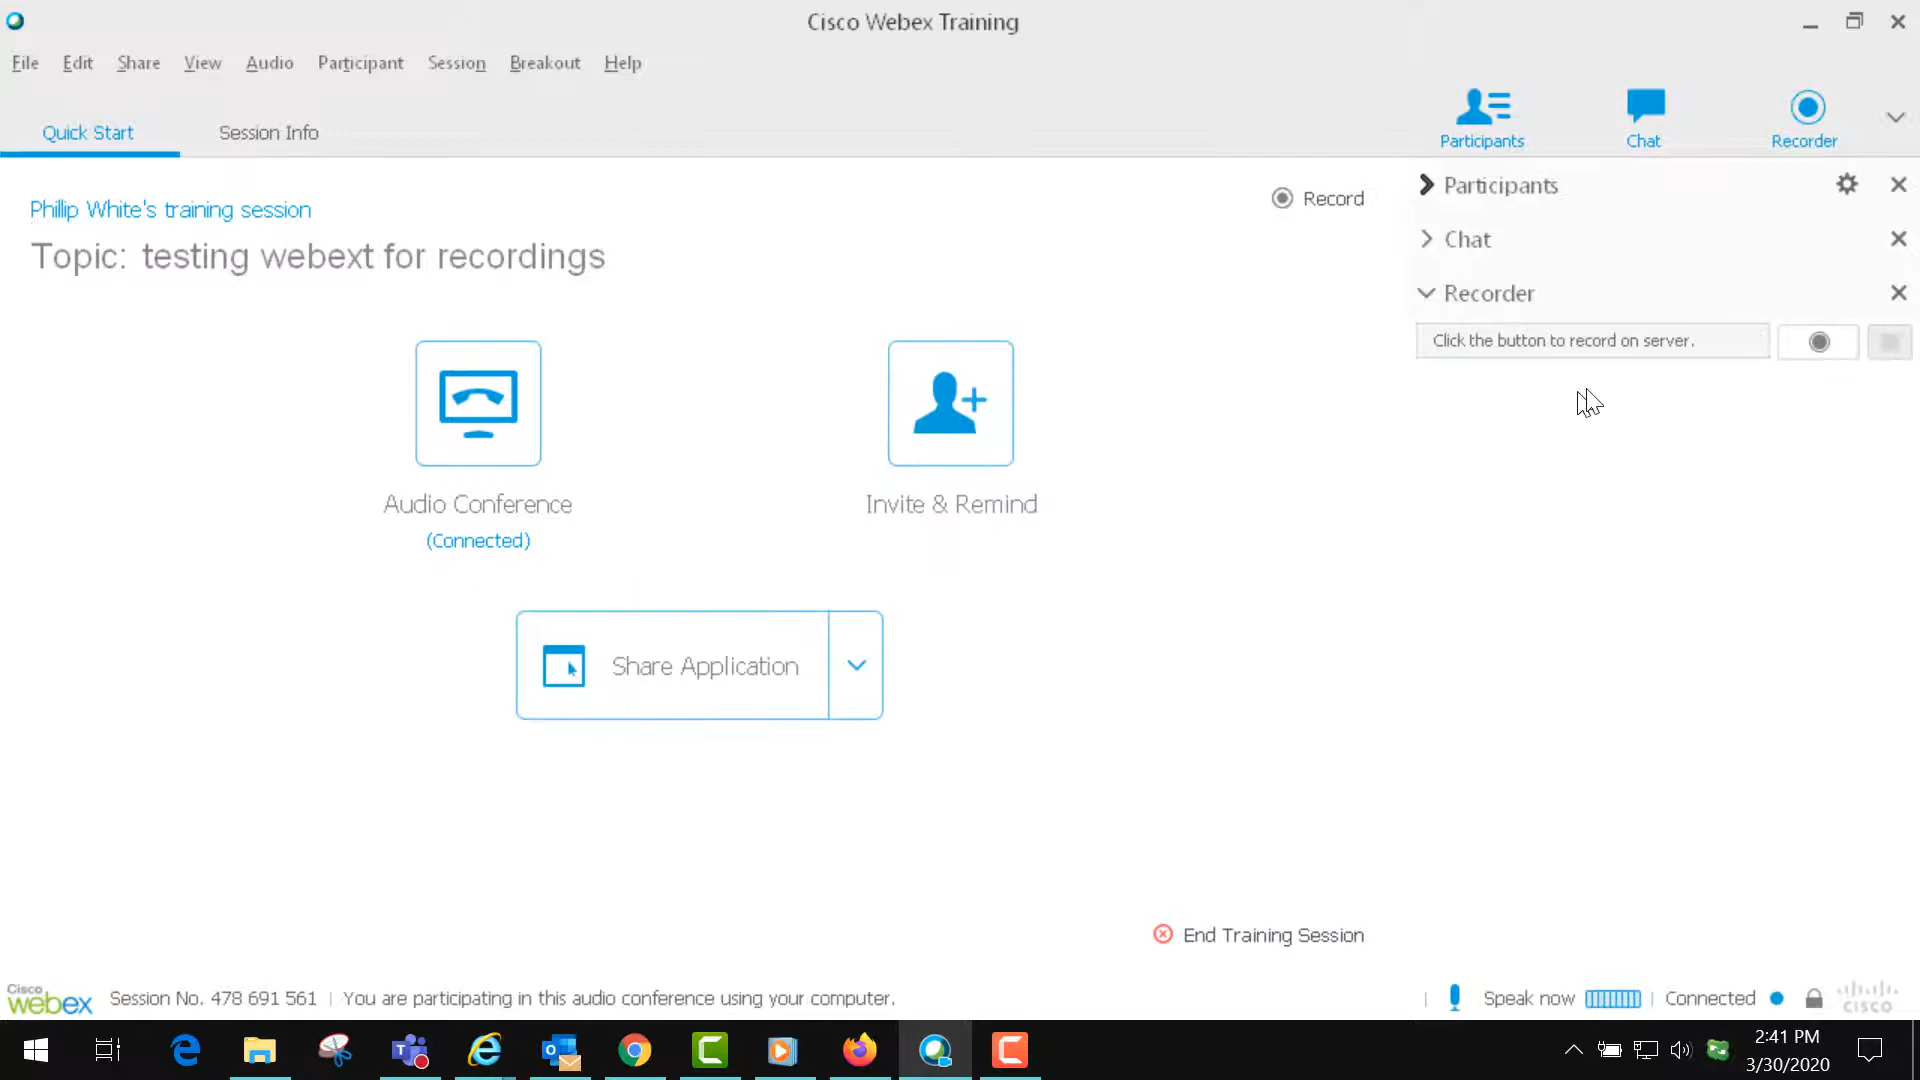 Cisco Webex Training
File Edit Share View Audio Participant Session Breakout Help
Quick Start Session Info
Participants Chat Recorder
Phillip White's training session
Record
Topic: testing webext for recordings
Participants
Chat
Recorder
Click the button to record on server.
Audio Conference
(Connected)
Invite & Remind
Share Application
End Training Session
Cisco webex
Session No. 478 691 561 | You are participating in this audio conference using your computer.
Speak now
Connected
cisco
2:41 PM
3/30/2020